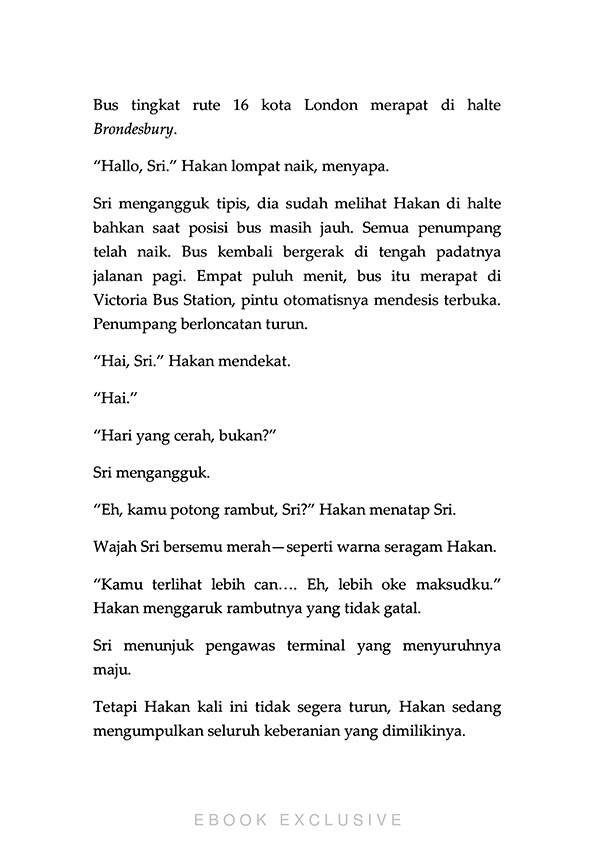 Bus tingkat rute 16 kota London merapat di halte
Brondesbury.
“Hallo, Sri.” Hakan lompat naik, menyapa.
Sri mengangguk tipis, dia sudah melihat Hakan di halte
bahkan saat posisi bus masih jauh. Semua penumpang
telah naik. Bus kembali bergerak di tengah padatnya
jalanan pagi. Empat puluh menit, bus itu merapat di
Victoria Bus Station, pintu otomatisnya mendesis terbuka.
Penumpang berloncatan turun.
“Hai, Sri.” Hakan mendekat.
“Hai.”
“Hari yang cerah, bukan?”
Sri mengangguk.
“Eh, kamu potong rambut, Sri?” Hakan menatap Sri.
Wajah Sri bersemu merah—seperti warna seragam Hakan.
“Kamu terlihat lebih can…. Eh, lebih oke maksudku.”
Hakan menggaruk rambutnya yang tidak gatal.
Sri menunjuk pengawas terminal yang menyuruhnya
maju.
Tetapi Hakan kali ini tidak segera turun, Hakan sedang
mengumpulkan seluruh keberanian yang dimilikinya.
EBOOK EXCLUSIVE